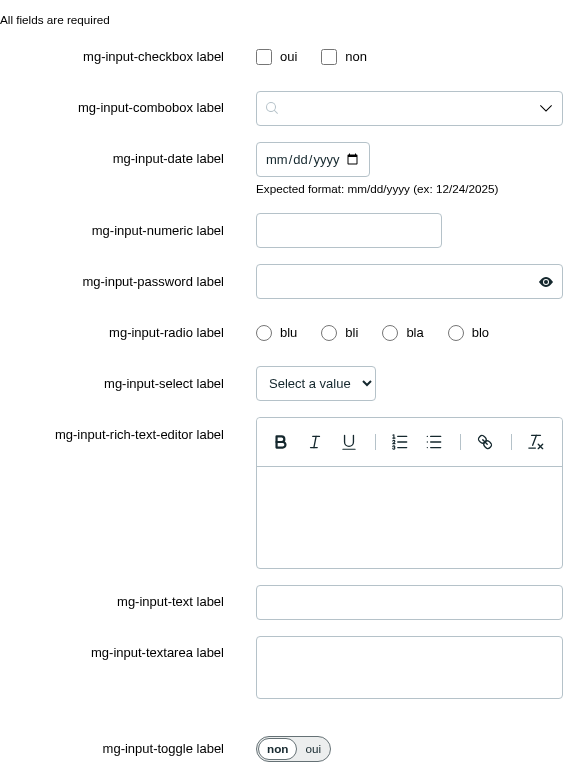 All fields are required
mg-input-checkbox label oui non
mg-input-combobox label
mg-input-date label mm/dd/yyyy
Expected format: mm/dd/yyyy (ex: 12/24/2025)
mg-input-numeric label
mg-input-password label
mg-input-radio label blu bli bla blo
mg-input-select label Select a value
mg-input-rich-text-editor label
mg-input-text label
mg-input-textarea label
mg-input-toggle label non oui